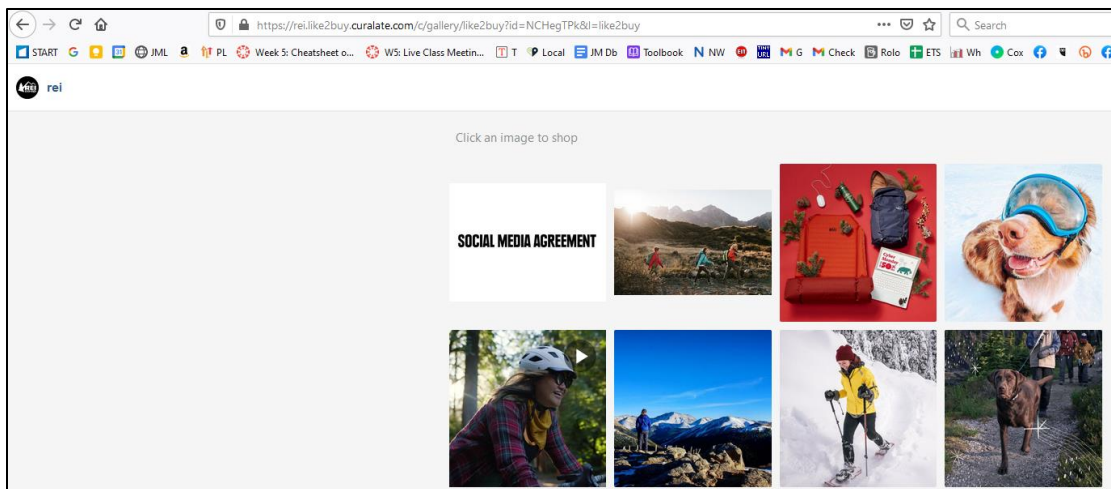 https://rei.like2buy.curalate.com/c/gallery/like2buy?id=NCHegTPk&l=like2buy
Search
START G JML a PL Week 5: Cheatsheet o... W5: Live Class Meetin... T T Local JM Db Toolbook N NW M G M Check Rolo ETS Wh Cox
rei
Click an image to shop
SOCIAL MEDIA AGREEMENT